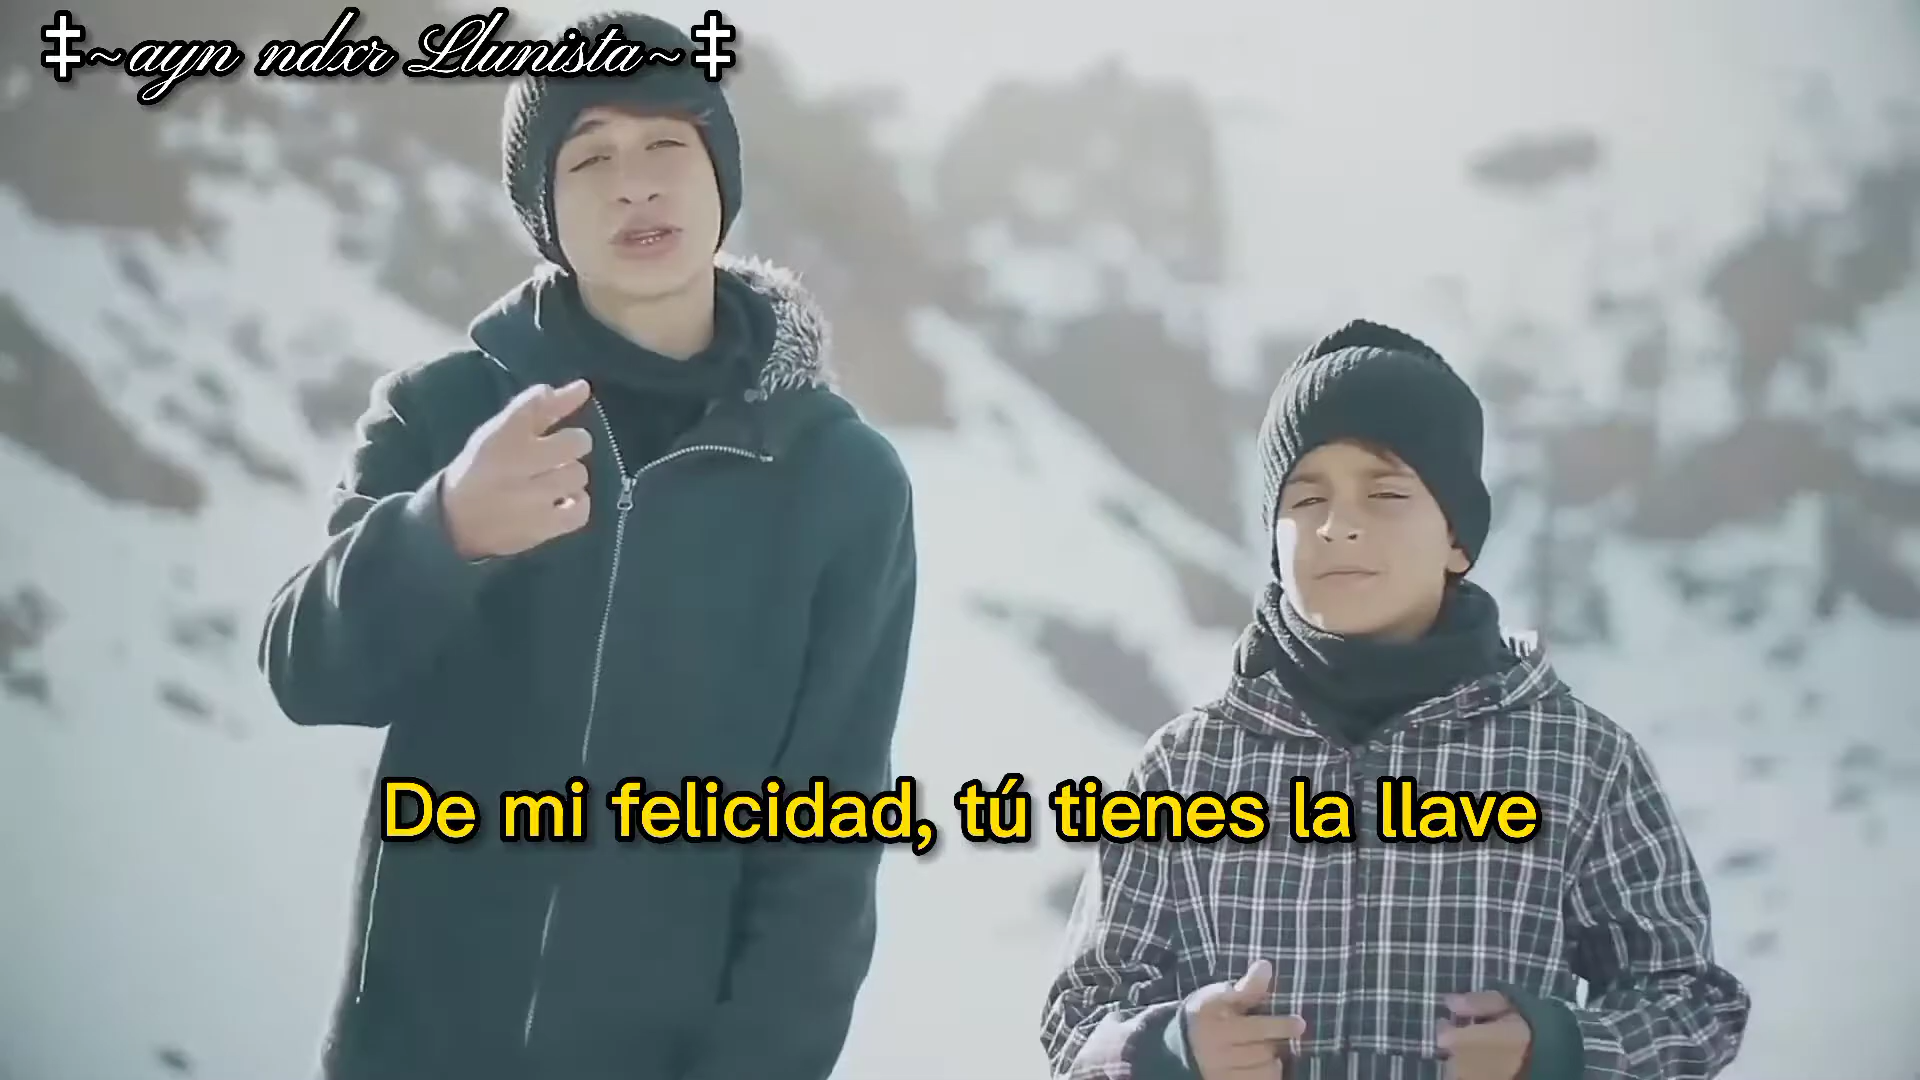 ‡~ayn ndxr Llunista~‡
De mi felicidad, tú tienes la llave